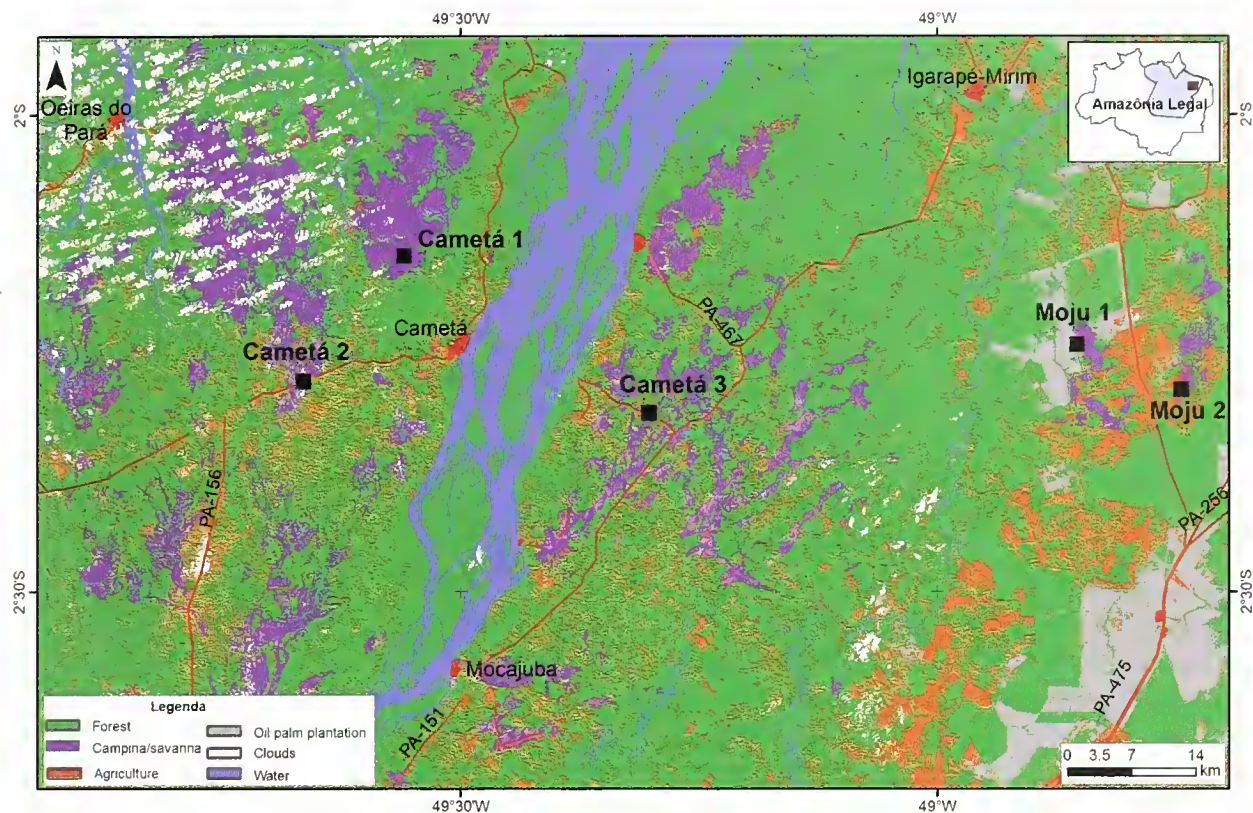 49°30'W
49°W
N
Igarapé-Mirim
Oeiras do
Pará
Amazônia Legal
2°S
2°S
Cametá 1
PA-467
Moju 1
Cametá
Cametá 2
Cametá 3
Moju 2
PA-156
PA-256
2°30'S
2°30'S
Mocajuba
PA-475
PA-151
Legenda
Forest
Campina/savanna
Agriculture
Oil palm plantation
Clouds
Water
0 3.5 7 14
km
49°30'W
49°W